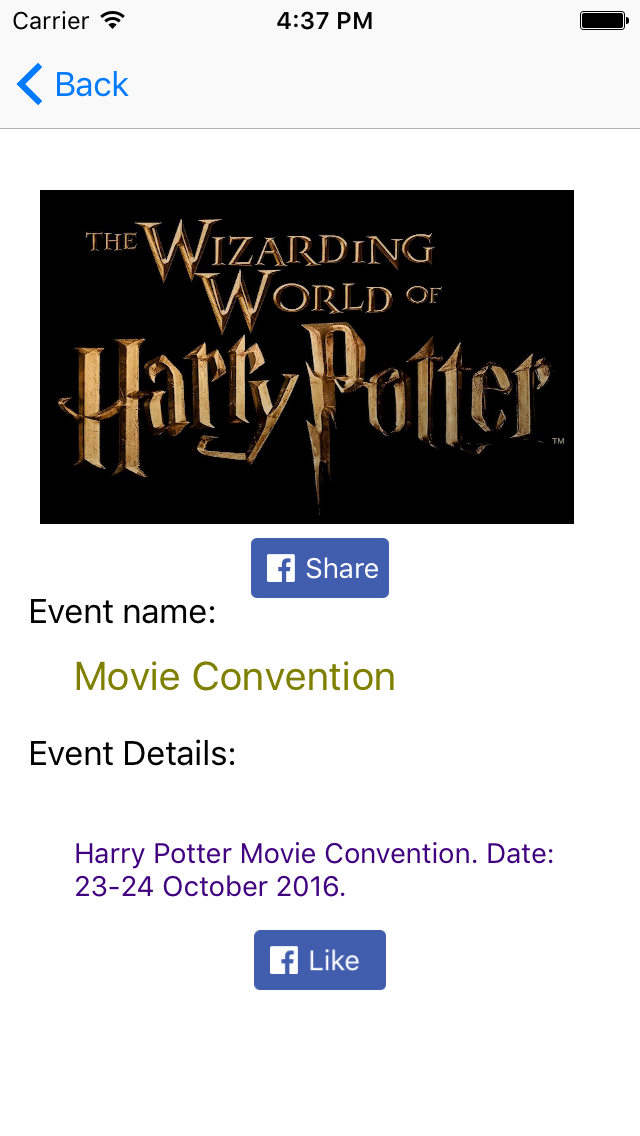 Carrier 4:37 PM
Back
THE WIZARDING
WORLD OF
Harry Potter ™
Share
Event name:
Movie Convention
Event Details:
Harry Potter Movie Convention. Date:
23-24 October 2016.
Like